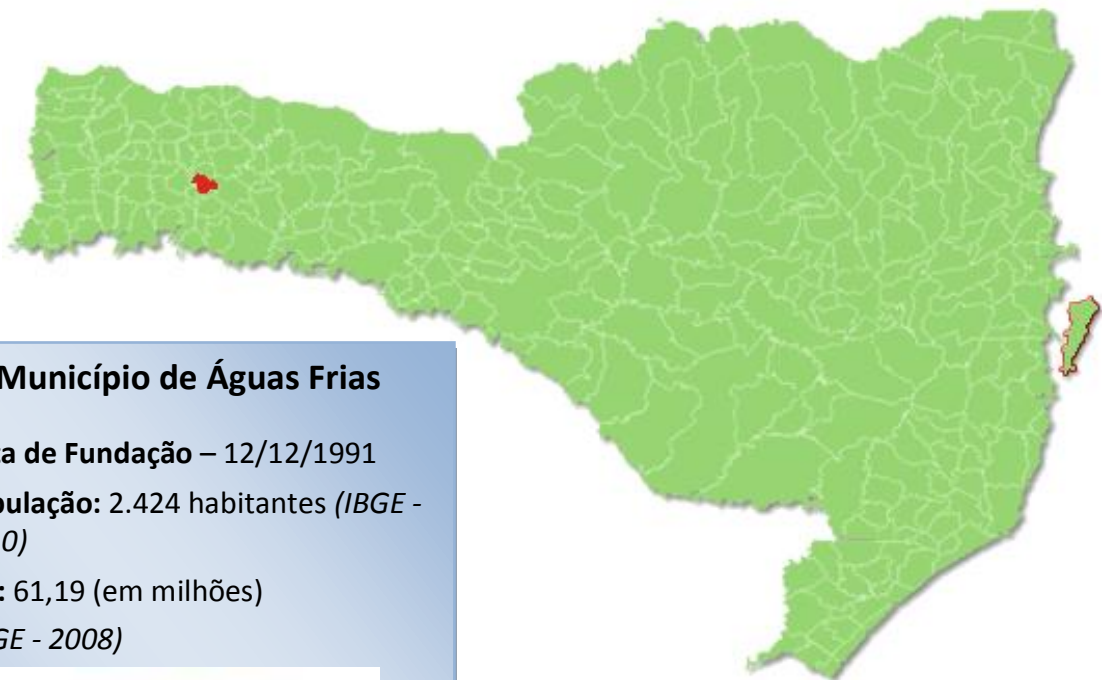 Município de Águas Frias
ta de Fundação – 12/12/1991
pulação: 2.424 habitantes (IBGE -
0)
: 61,19 (em milhões)
GE - 2008)